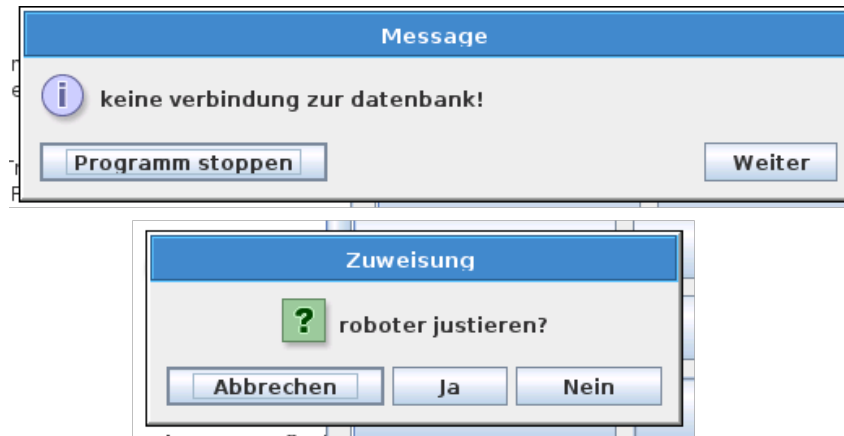 Message
keine verbindung zur datenbank!
Programm stoppen
Weiter
Zuweisung
roboter justieren?
Abbrechen
Ja
Nein